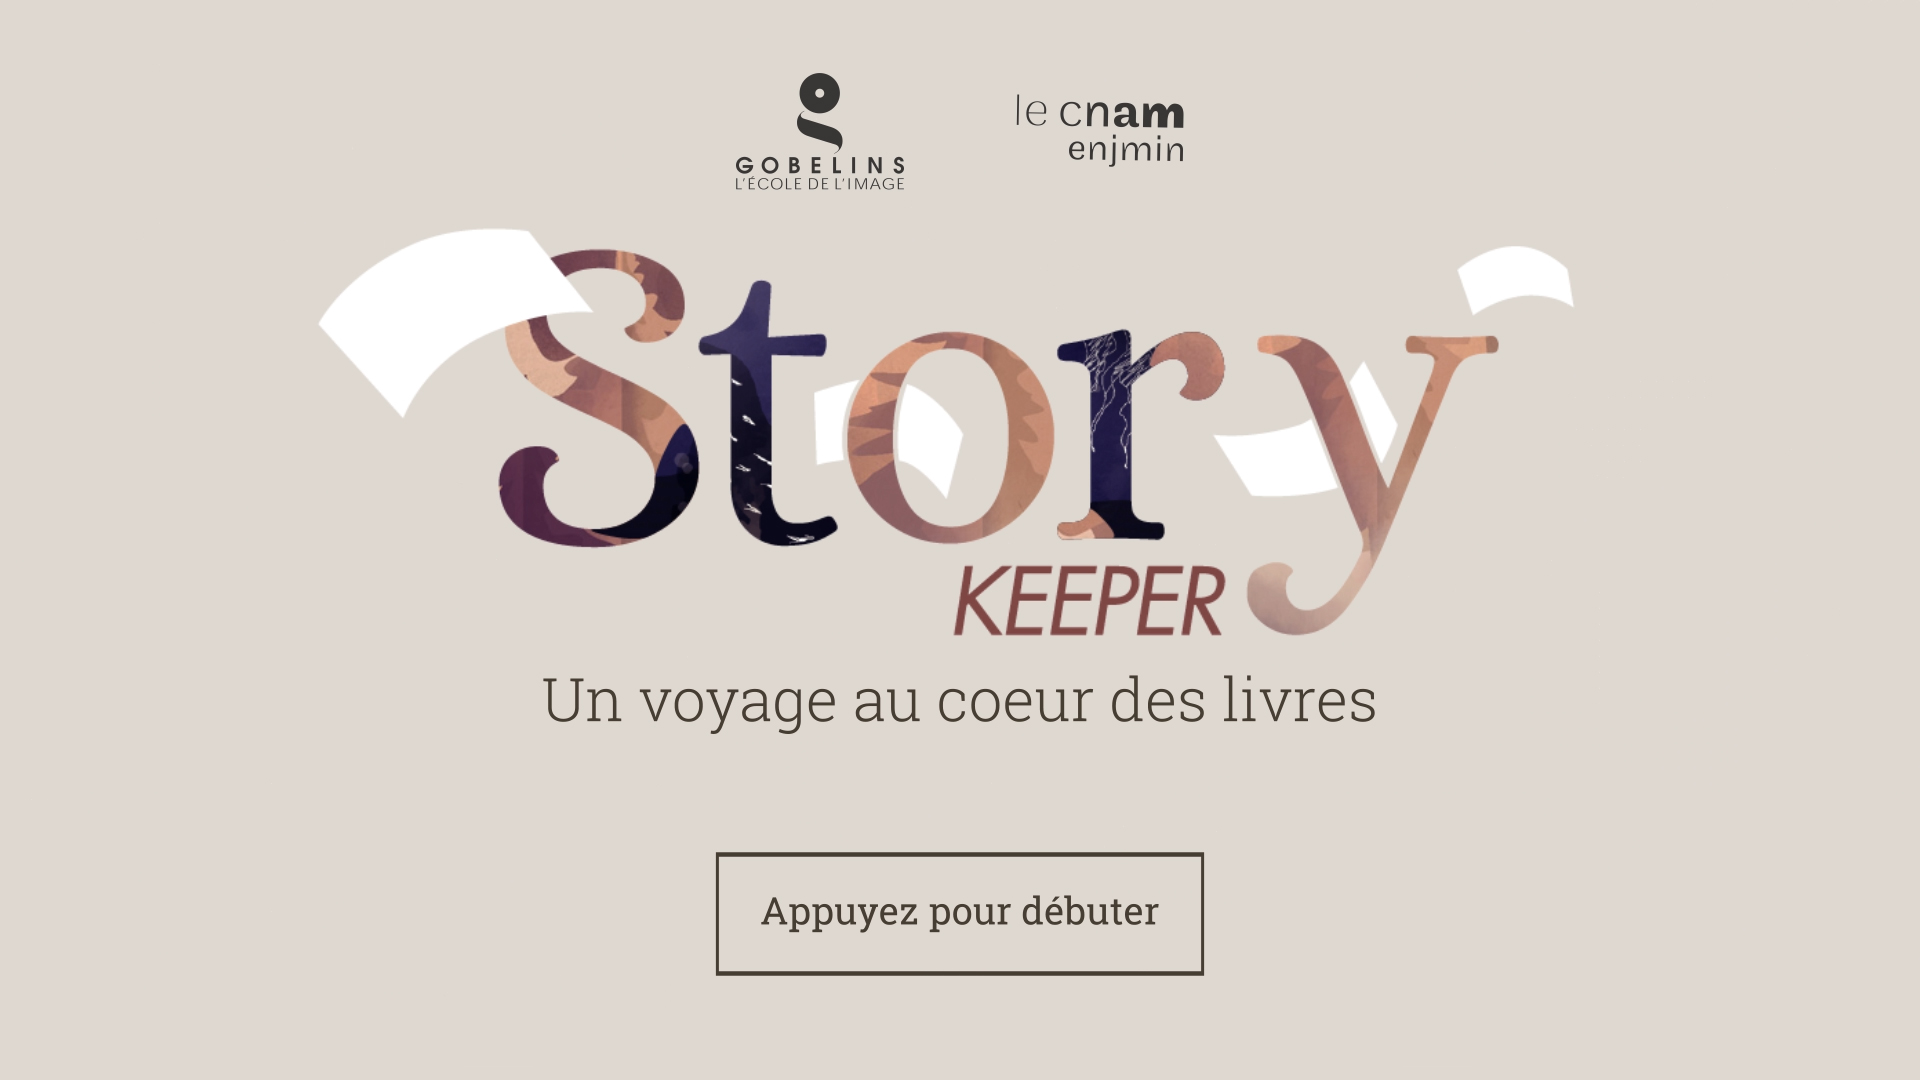 GOBELINS
L'ÉCOLE DE L'IMAGE
le cnam
enjmin
Story
KEEPER
Un voyage au coeur des livres
Appuyez pour débuter